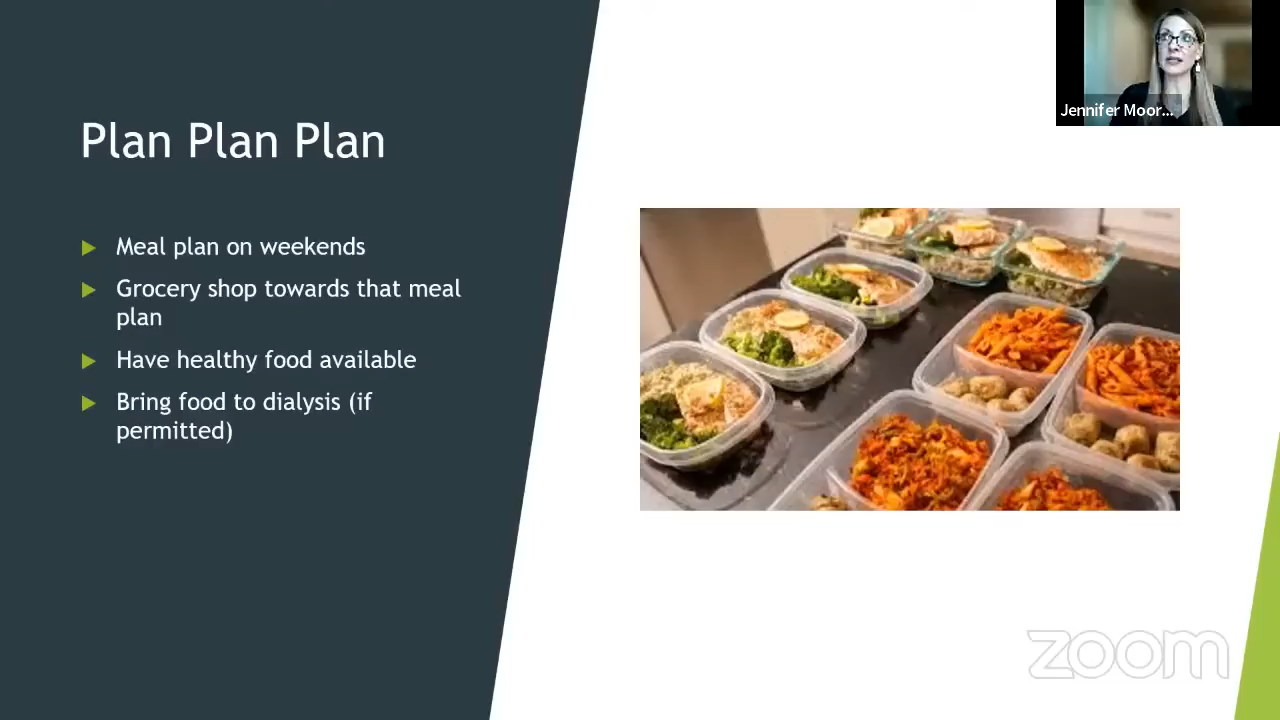 Jennifer Moor...
Plan Plan Plan
Meal plan on weekends
Grocery shop towards that meal
plan
Have healthy food available
Bring food to dialysis (if
permitted)
zoom